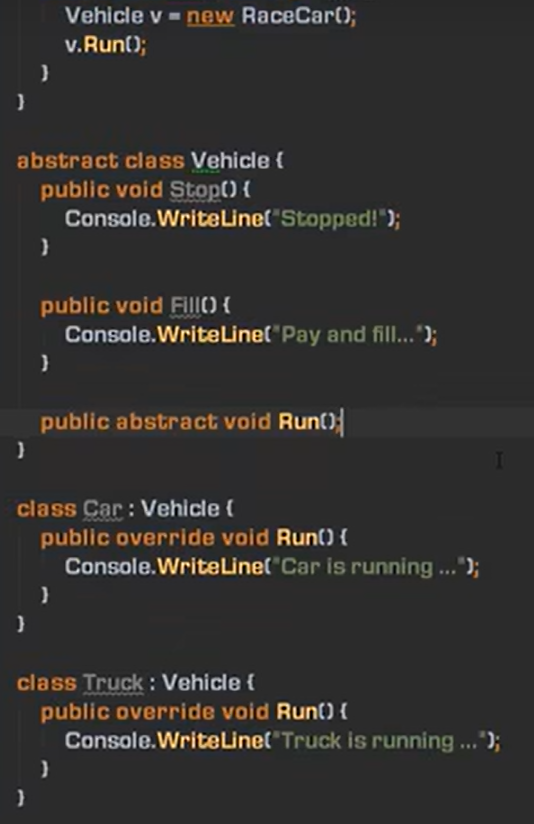 Vehicle v = new RaceCar();
v.Run();
}
}
abstract class Vehicle {
public void Stop() {
Console.WriteLine("Stopped!");
}
public void Fill() {
Console.WriteLine("Pay and fill...");
}
public abstract void Run();
}
class Car : Vehicle {
public override void Run() {
Console.WriteLine("Car is running ...");
}
}
class Truck : Vehicle {
public override void Run() {
Console.WriteLine("Truck is running ...");
}
}